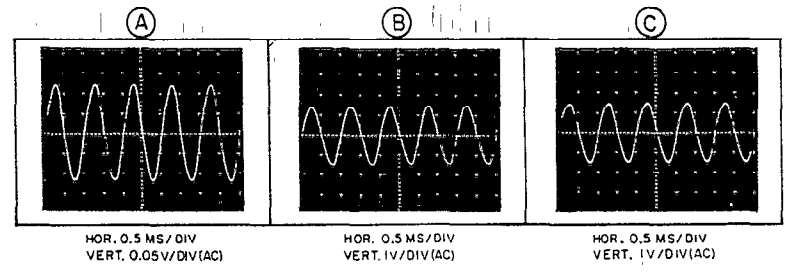 A B C
HOR. 0.5 MS/DIV HOR. 0.5 MS/DIV HOR. 0.5 MS/DIV
VERT. 0.05V/DIV(AC) VERT. 1V/DIV(AC) VERT. 1V/DIV(AC)